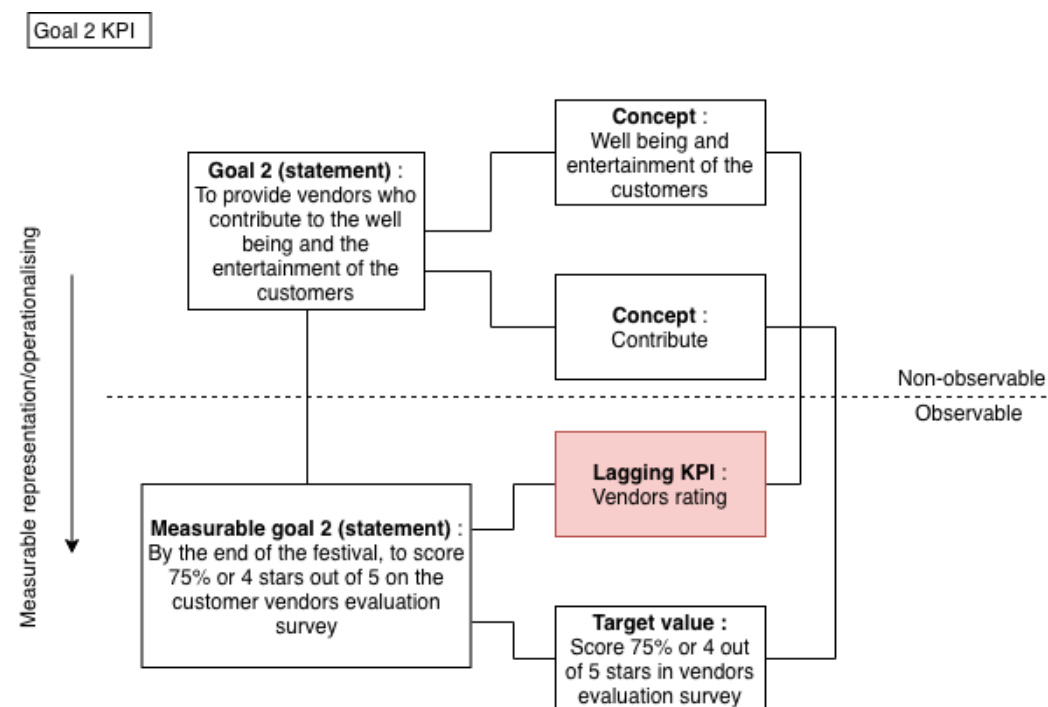 Goal 2 KPI
Concept :
Well being and
entertainment of the
customers
Goal 2 (statement) :
To provide vendors who
contribute to the well
being and the
entertainment of the
customers
Concept :
Contribute
Measurable representation/operationalising
Non-observable
Observable
Lagging KPI :
Vendors rating
Measurable goal 2 (statement) :
By the end of the festival, to score
75% or 4 stars out of 5 on the
customer vendors evaluation
survey
Target value :
Score 75% or 4 out
of 5 stars in vendors
evaluation survey